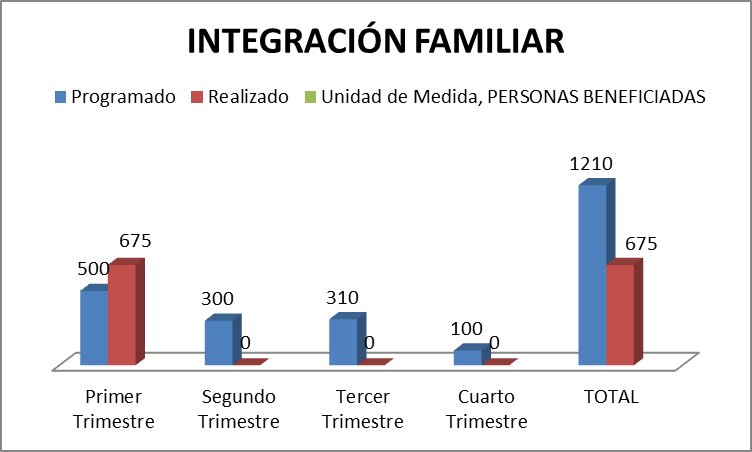 INTEGRACIÓN FAMILIAR
Programado Realizado Unidad de Medida, PERSONAS BENEFICIADAS
1210
675
675
500
300
310
100
0
0
0
Primer Segundo Tercer Cuarto TOTAL
Trimestre Trimestre Trimestre Trimestre